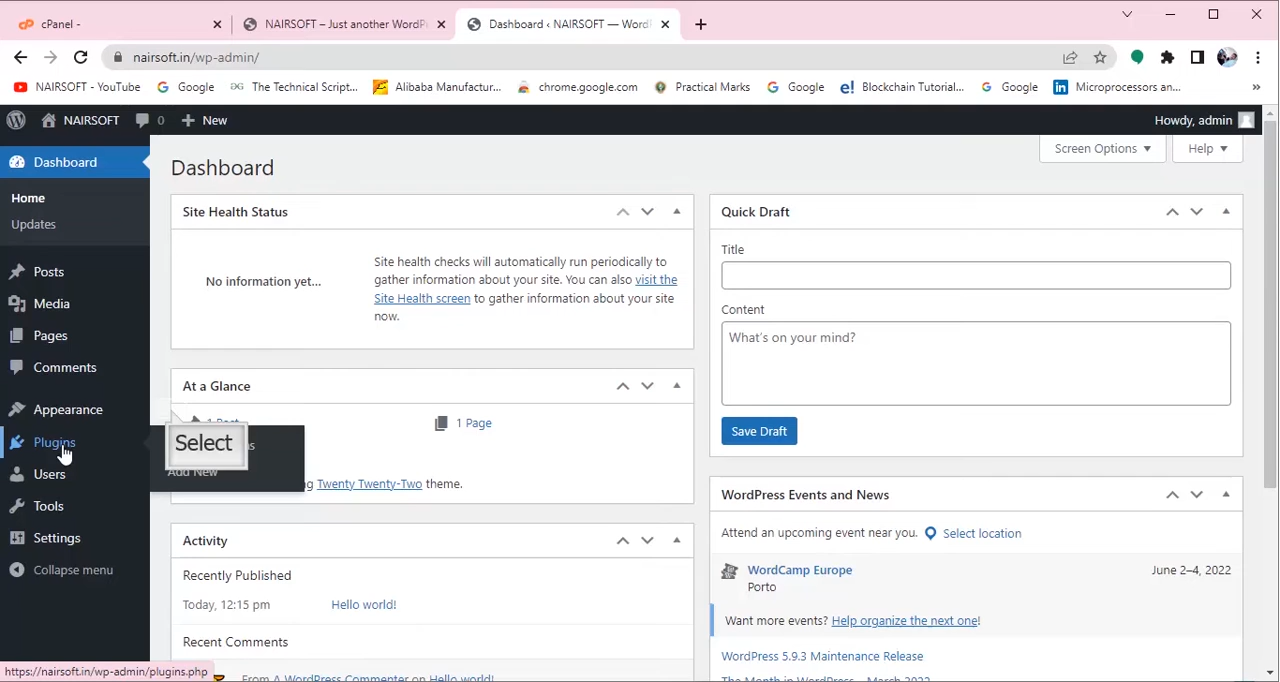 cPanel -
NAIRSOFT – Just another WordP
Dashboard ‹ NAIRSOFT — Word
nairsoft.in/wp-admin/
NAIRSOFT - YouTube
Google
The Technical Script...
Alibaba Manufactur...
chrome.google.com
Practical Marks
Google
Blockchain Tutorial...
Google
Microprocessors an...
NAIRSOFT
0
New
Howdy, admin
Dashboard
Home
Updates
Posts
Media
Pages
Comments
Appearance
Plugins
Users
Tools
Settings
Collapse menu
Select
Add New
Screen Options
Help
Dashboard
Site Health Status
No information yet...
Site health checks will automatically run periodically to
gather information about your site. You can also visit the
Site Health screen to gather information about your site
now.
At a Glance
1 Post
1 Page
Twenty Twenty-Two theme.
Activity
Recently Published
Today, 12:15 pm
Hello world!
Recent Comments
From A WordPress Commenter on Hello world!
Quick Draft
Title
Content
What's on your mind?
Save Draft
WordPress Events and News
Attend an upcoming event near you.
Select location
WordCamp Europe
June 2–4, 2022
Porto
Want more events? Help organize the next one!
WordPress 5.9.3 Maintenance Release
The Month in WordPress – March 2022
https://nairsoft.in/wp-admin/plugins.php